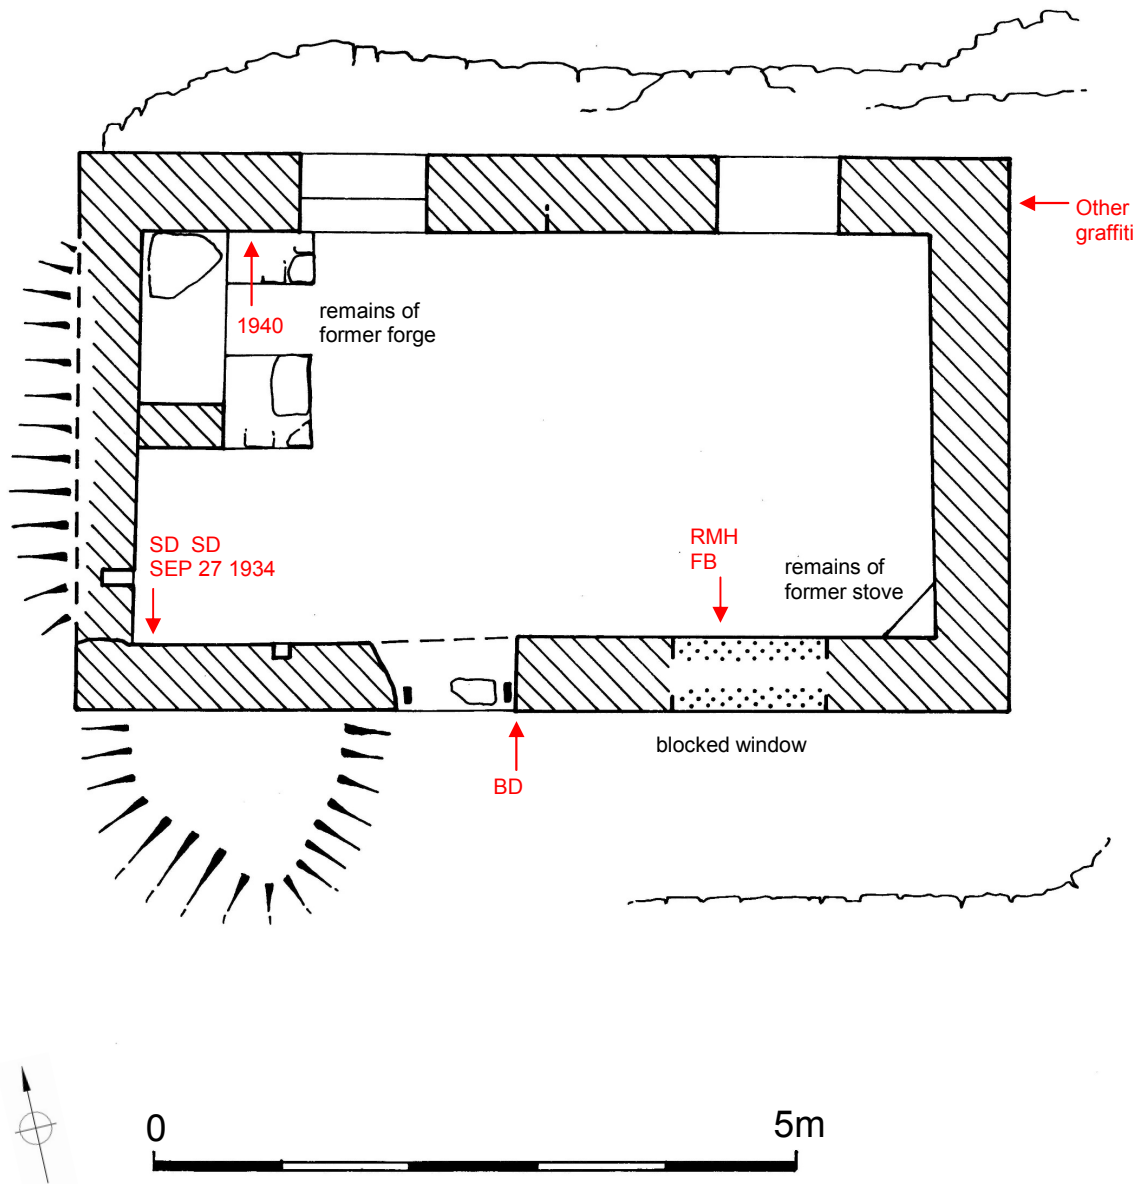 Other
graffiti
1940
remains of
former forge
SD SD
SEP 27 1934
RMH
FB
remains of
former stove
blocked window
BD
0
5m